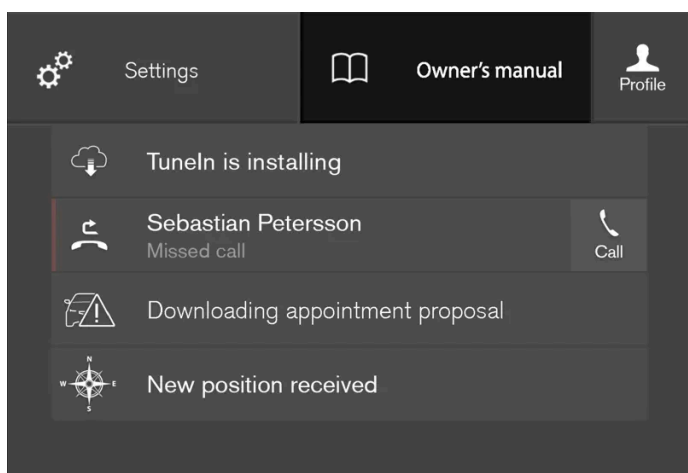 Settings
Owner's manual
Profile
TuneIn is installing
Sebastian Petersson
Missed call
Call
Downloading appointment proposal
N
W E
S
New position received